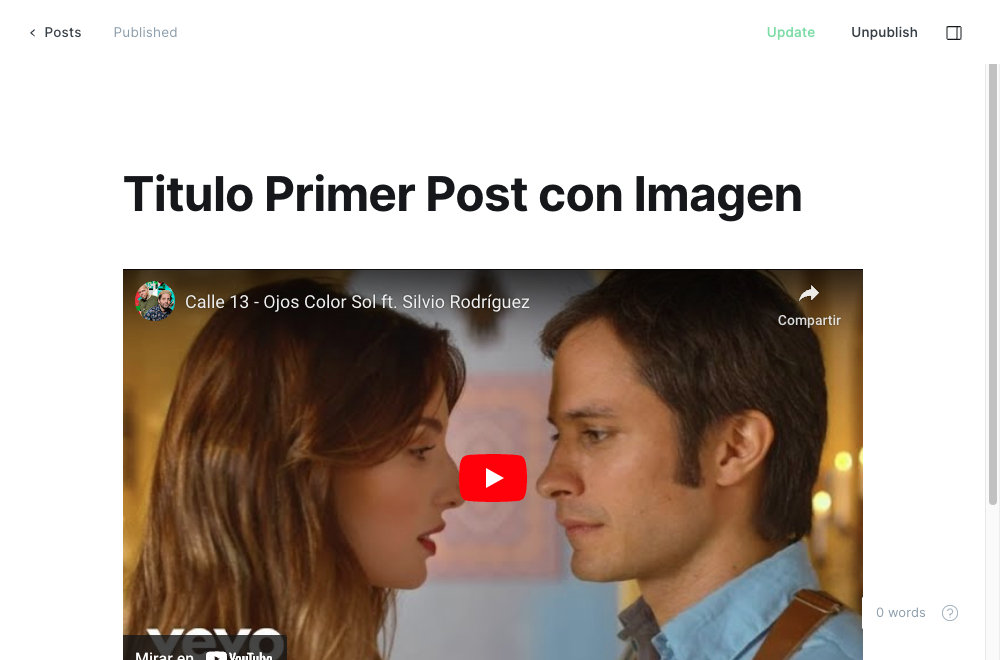 Posts
Published
Update
Unpublish
Titulo Primer Post con Imagen
Calle 13 - Ojos Color Sol ft. Silvio Rodríguez
Compartir
0 words
vevo
Mirar en YouTube